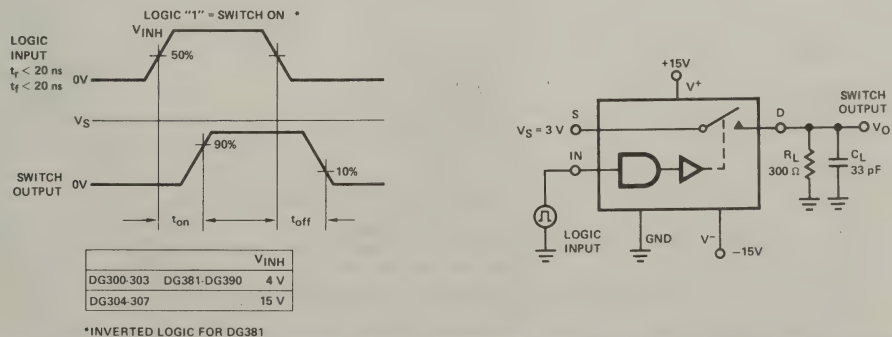 LOGIC "1" = SWITCH ON *
VINH
LOGIC
INPUT
tr < 20 ns
tf < 20 ns
50%
0V
VS
90%
10%
SWITCH
OUTPUT
0V
ton
toff
VINH
DG300-303 DG381-DG390 4 V
DG304-307 15 V
*INVERTED LOGIC FOR DG381
+15V
V+
SWITCH
OUTPUT
VS = 3 V
S
D
VO
IN
RL
300 Ω
CL
33 pF
LOGIC
INPUT
GND
V−
−15V